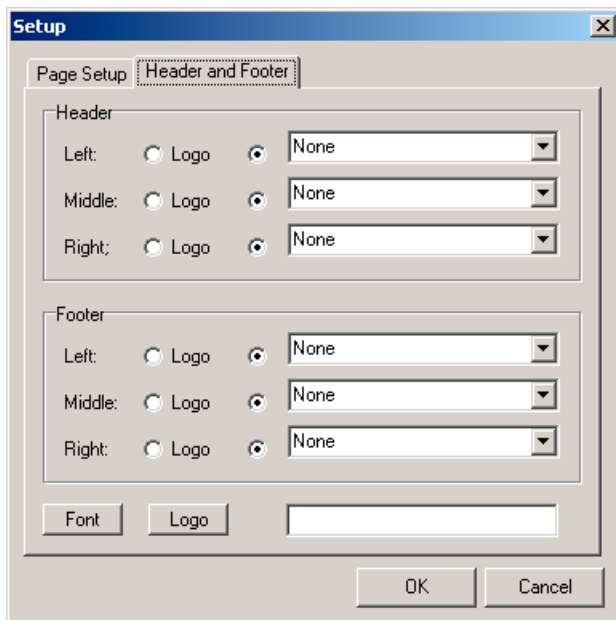 Setup
Page Setup Header and Footer
Header
Left: Logo None
Middle: Logo None
Right; Logo None
Footer
Left: Logo None
Middle: Logo None
Right: Logo None
Font Logo
OK Cancel